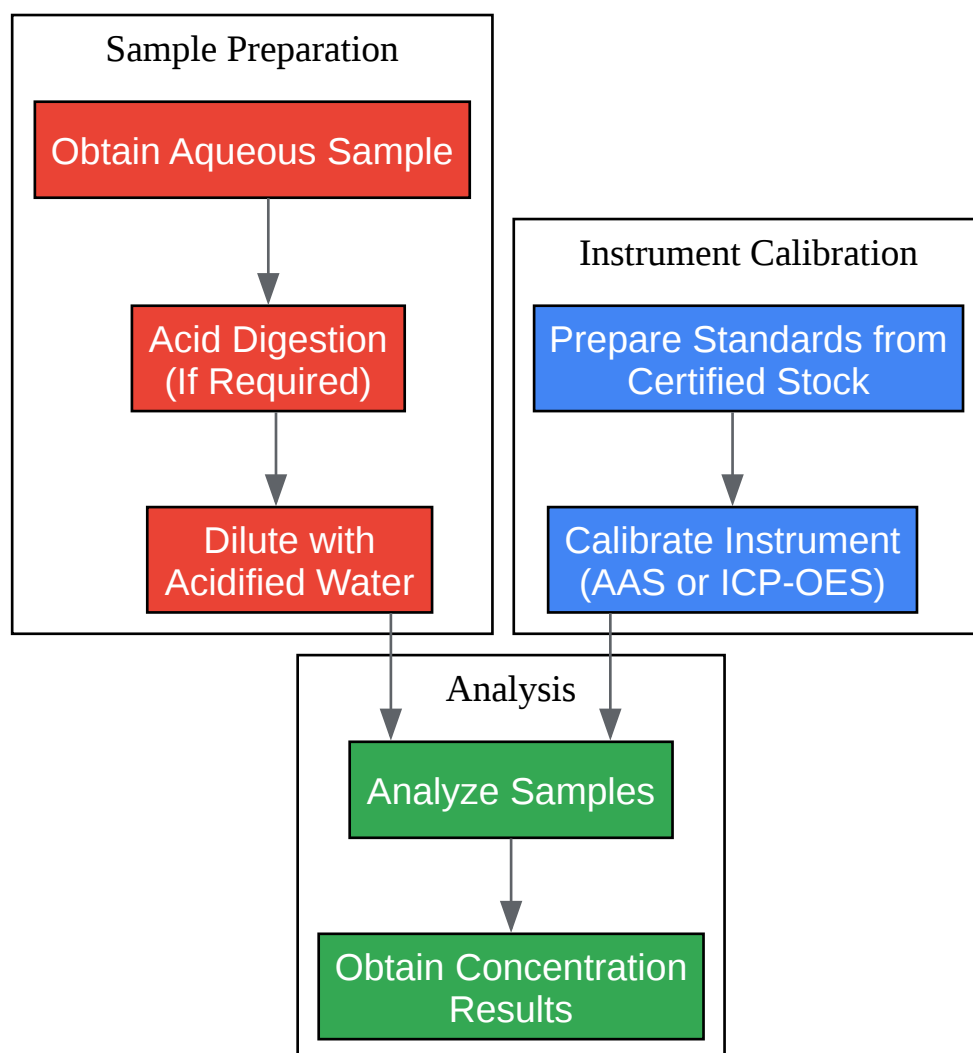 Sample Preparation
Obtain Aqueous Sample
Acid Digestion
(If Required)
Dilute with
Acidified Water
Instrument Calibration
Prepare Standards from
Certified Stock
Calibrate Instrument
(AAS or ICP-OES)
Analysis
Analyze Samples
Obtain Concentration
Results